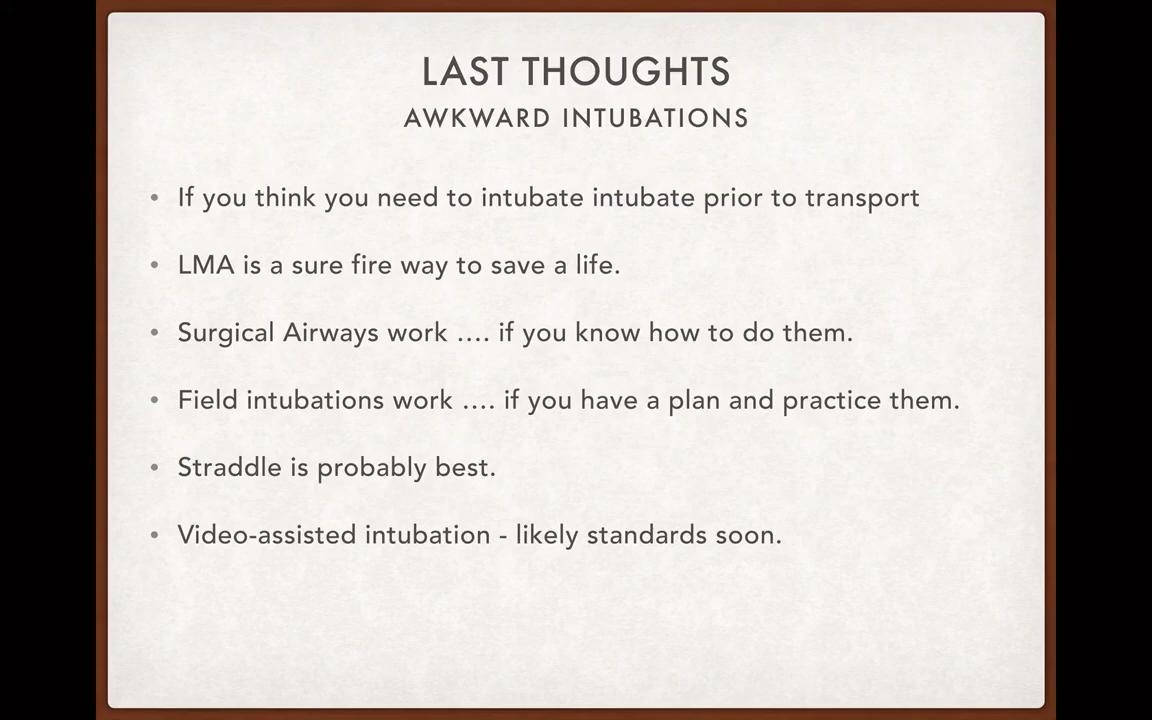 LAST THOUGHTS
AWKWARD INTUBATIONS
• If you think you need to intubate intubate prior to transport
• LMA is a sure fire way to save a life.
• Surgical Airways work .... if you know how to do them.
• Field intubations work .... if you have a plan and practice them.
• Straddle is probably best.
• Video-assisted intubation - likely standards soon.